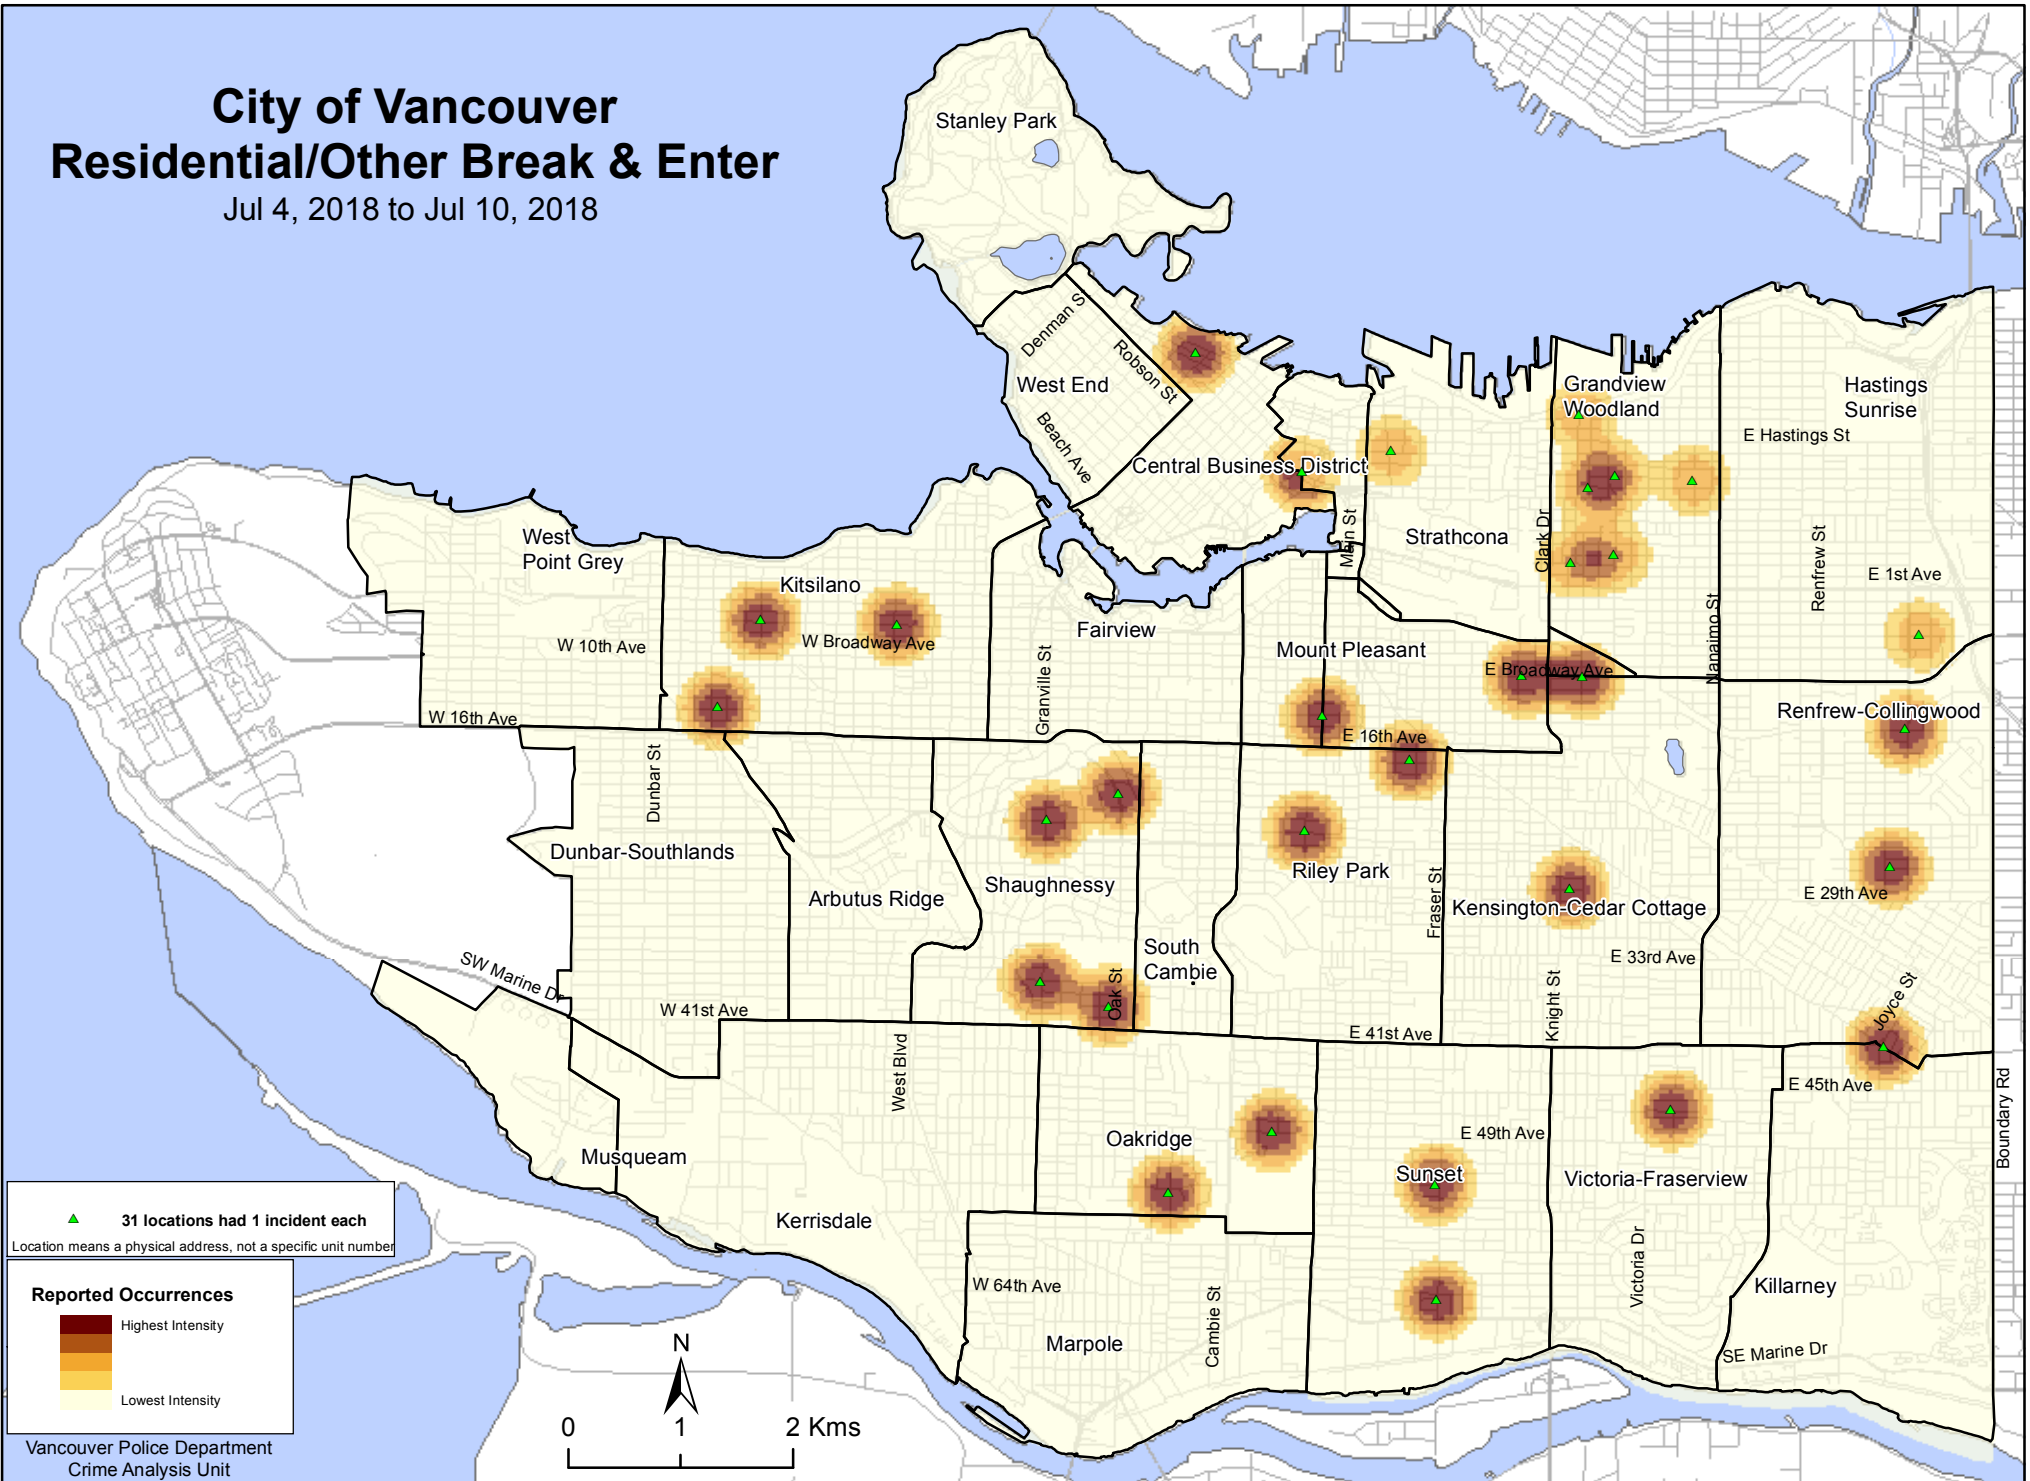 City of Vancouver
Residential/Other Break & Enter
Jul 4, 2018 to Jul 10, 2018
Stanley Park
Denman St
Robson St
West End
Beach Ave
Central Business District
Grandview
Woodland
Hastings
Sunrise
E Hastings St
Main St
Strathcona
Clark Dr
Renfrew St
E 1st Ave
Nanaimo St
West
Point Grey
Kitsilano
W 10th Ave
W Broadway Ave
Fairview
Granville St
Mount Pleasant
E Broadway Ave
W 16th Ave
E 16th Ave
Renfrew-Collingwood
Dunbar St
Dunbar-Southlands
Arbutus Ridge
Shaughnessy
Riley Park
Fraser St
Kensington-Cedar Cottage
E 29th Ave
South
Cambie
E 33rd Ave
SW Marine Dr
W 41st Ave
Oak St
Knight St
Joyce St
E 41st Ave
West Blvd
E 45th Ave
Boundary Rd
Oakridge
E 49th Ave
Musqueam
Sunset
Victoria-Fraserview
Kerrisdale
Victoria Dr
W 64th Ave
Cambie St
Killarney
Marpole
SE Marine Dr
31 locations had 1 incident each
Location means a physical address, not a specific unit number
Reported Occurrences
Highest Intensity
Lowest Intensity
Vancouver Police Department
Crime Analysis Unit
N
0 1 2 Kms